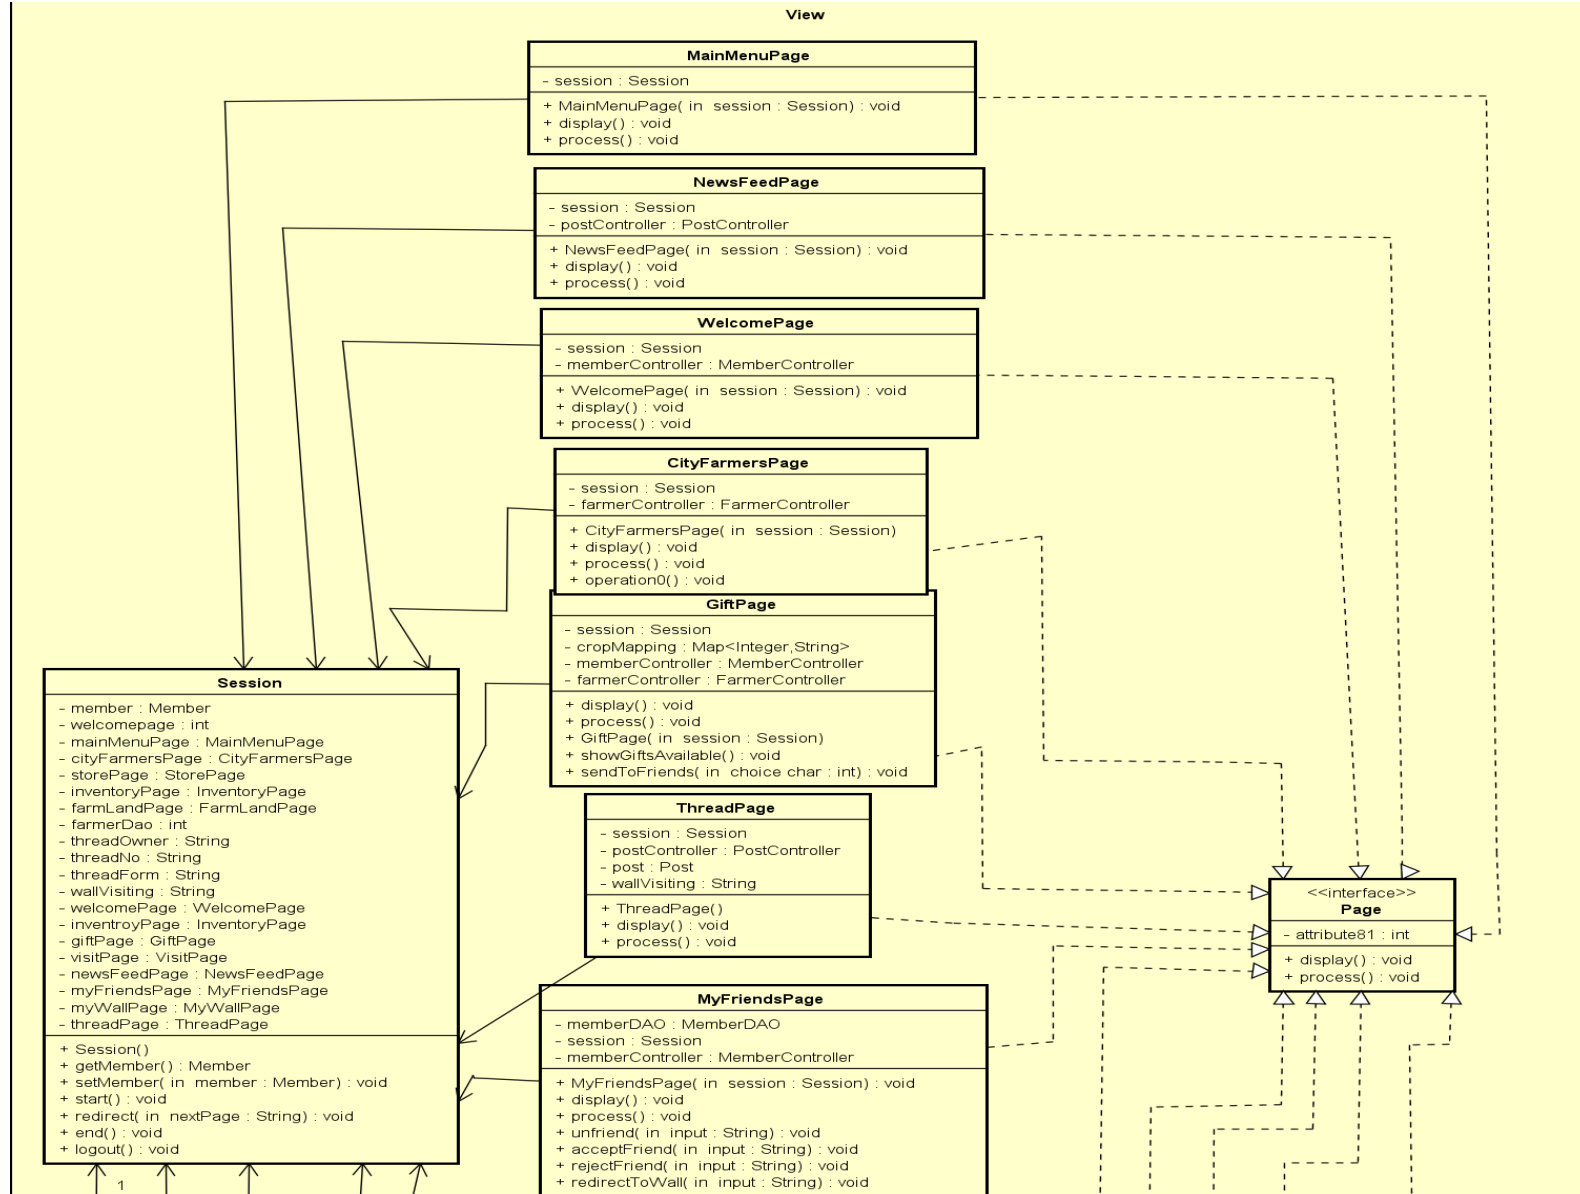 View
MainMenuPage
- session : Session
+ MainMenuPage( in  session : Session) : void
+ display() : void
+ process() : void
NewsFeedPage
- session : Session
- postController : PostController
+ NewsFeedPage( in  session : Session) : void
+ display() : void
+ process() : void
WelcomePage
- session : Session
- memberController : MemberController
+ WelcomePage( in  session : Session) : void
+ display() : void
+ process() : void
CityFarmersPage
- session : Session
- farmerController : FarmerController
+ CityFarmersPage( in  session : Session)
+ display() : void
+ process() : void
+ operation0() : void
GiftPage
- session : Session
- cropMapping : Map<Integer,String>
- memberController : MemberController
- farmerController : FarmerController
+ display() : void
+ process() : void
+ GiftPage( in  session : Session)
+ showGiftsAvailable() : void
+ sendToFriends( in  choice char : int) : void
Session
- member : Member
- welcomepage : int
- mainMenuPage : MainMenuPage
- cityFarmersPage : CityFarmersPage
- storePage : StorePage
- inventoryPage : InventoryPage
- farmLandPage : FarmLandPage
- farmerDao : int
- threadOwner : String
- threadNo : String
- threadForm : String
- wallVisiting : String
- welcomePage : WelcomePage
- inventroyPage : InventoryPage
- giftPage : GiftPage
- visitPage : VisitPage
- newsFeedPage : NewsFeedPage
- myFriendsPage : MyFriendsPage
- myWallPage : MyWallPage
- threadPage : ThreadPage
+ Session()
+ getMember() : Member
+ setMember( in  member : Member) : void
+ start() : void
+ redirect( in  nextPage : String) : void
+ end() : void
+ logout() : void
1
ThreadPage
- session : Session
- postController : PostController
- post : Post
- wallVisiting : String
+ ThreadPage()
+ display() : void
+ process() : void
<<interface>>
Page
- attribute81 : int
+ display() : void
+ process() : void
MyFriendsPage
- memberDAO : MemberDAO
- session : Session
- memberController : MemberController
+ MyFriendsPage( in  session : Session) : void
+ display() : void
+ process() : void
+ unfriend( in  input : String) : void
+ acceptFriend( in  input : String) : void
+ rejectFriend( in  input : String) : void
+ redirectToWall( in  input : String) : void